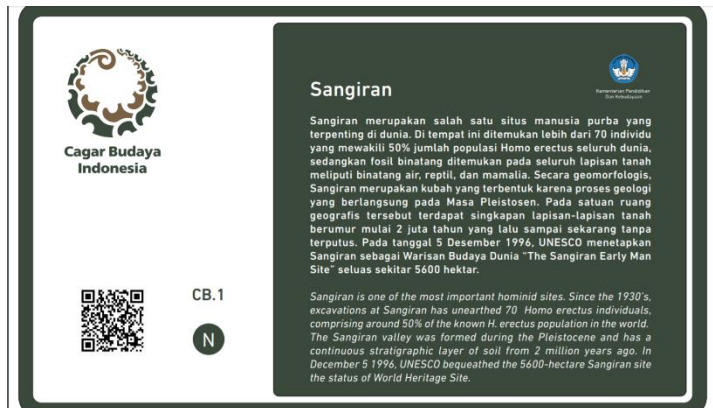 Cagar Budaya
Indonesia
CB.1
N
Sangiran
Kementerian Pendidikan
Dan Kebudayaan
Sangiran merupakan salah satu situs manusia purba yang
terpenting di dunia. Di tempat ini ditemukan lebih dari 70 individu
yang mewakili 50% jumlah populasi Homo erectus seluruh dunia,
sedangkan fosil binatang ditemukan pada seluruh lapisan tanah
meliputi binatang air, reptil, dan mamalia. Secara geomorfologis,
Sangiran merupakan kubah yang terbentuk karena proses geologi
yang berlangsung pada Masa Pleistosen. Pada satuan ruang
geografis tersebut terdapat singkapan lapisan-lapisan tanah
berumur mulai 2 juta tahun yang lalu sampai sekarang tanpa
terputus. Pada tanggal 5 Desember 1996, UNESCO menetapkan
Sangiran sebagai Warisan Budaya Dunia “The Sangiran Early Man
Site” seluas sekitar 5600 hektar.
Sangiran is one of the most important hominid sites. Since the 1930’s,
excavations at Sangiran has unearthed 70 Homo erectus individuals,
comprising around 50% of the known H. erectus population in the world.
The Sangiran valley was formed during the Pleistocene and has a
continuous stratigraphic layer of soil from 2 million years ago. In
December 5 1996, UNESCO bequeathed the 5600-hectare Sangiran site
the status of World Heritage Site.